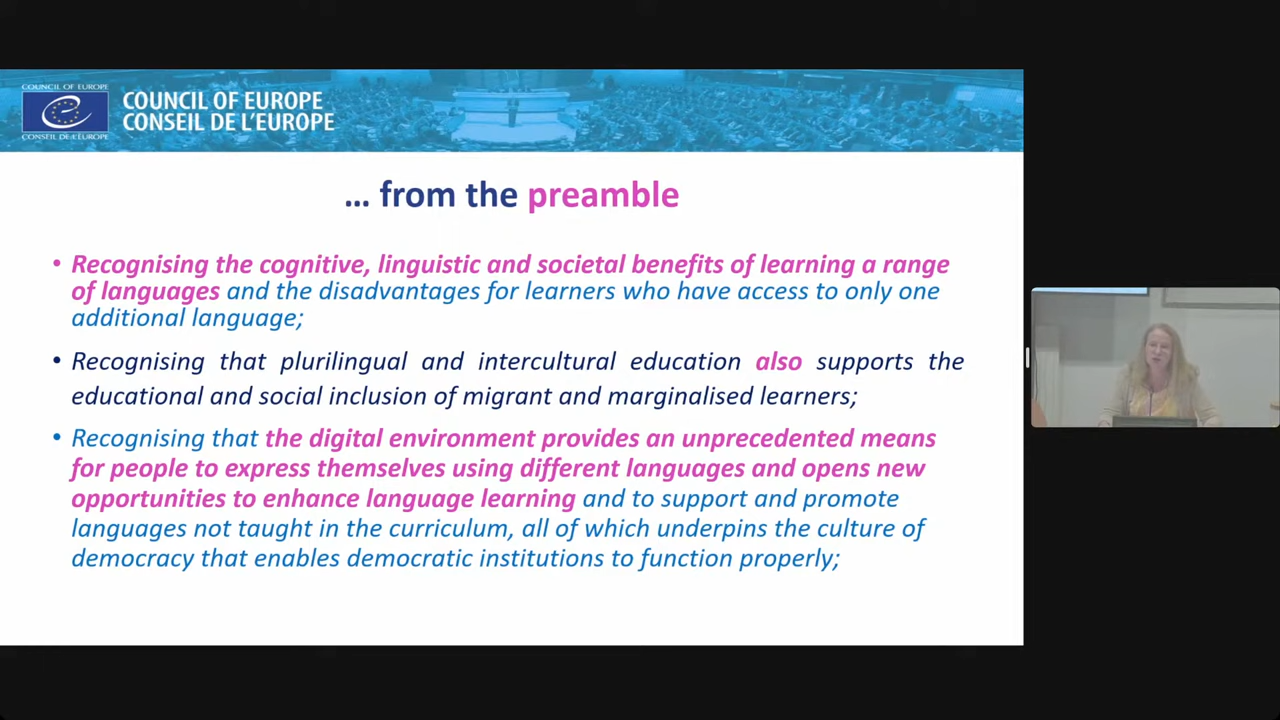 COUNCIL OF EUROPE
CONSEIL DE L'EUROPE
COUNCIL OF EUROPE
CONSEIL DE L'EUROPE
… from the preamble
• Recognising the cognitive, linguistic and societal benefits of learning a range
of languages and the disadvantages for learners who have access to only one
additional language;
• Recognising that plurilingual and intercultural education also supports the
educational and social inclusion of migrant and marginalised learners;
• Recognising that the digital environment provides an unprecedented means
for people to express themselves using different languages and opens new
opportunities to enhance language learning and to support and promote
languages not taught in the curriculum, all of which underpins the culture of
democracy that enables democratic institutions to function properly;